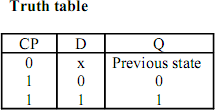 Truth table
CP D Q
0 x Previous state
1 0 0
1 1 1